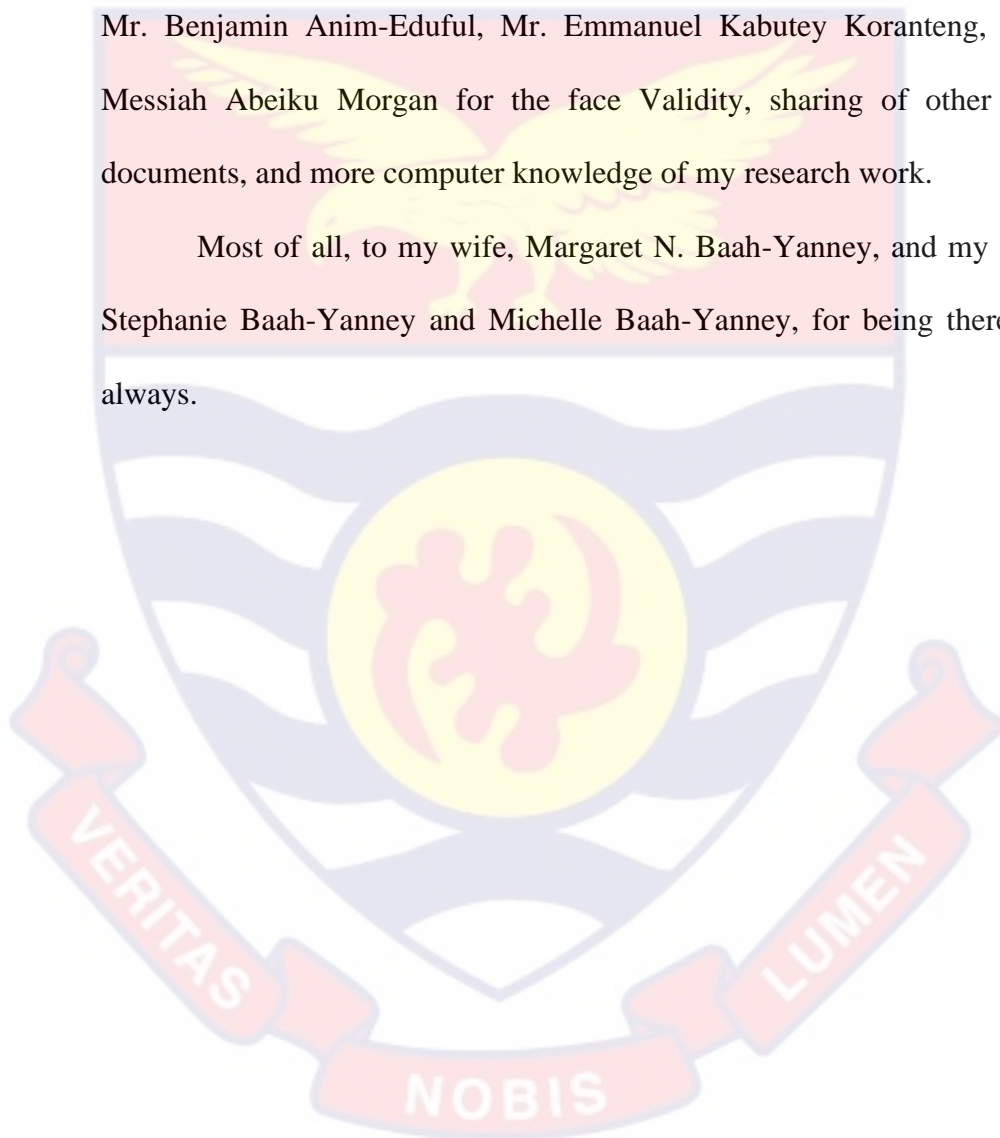 Mr. Benjamin Anim-Eduful, Mr. Emmanuel Kabutey Koranteng,
Messiah Abeiku Morgan for the face Validity, sharing of other
documents, and more computer knowledge of my research work.
Most of all, to my wife, Margaret N. Baah-Yanney, and my
Stephanie Baah-Yanney and Michelle Baah-Yanney, for being there
always.
VERITAS
NOBIS
LUMEN